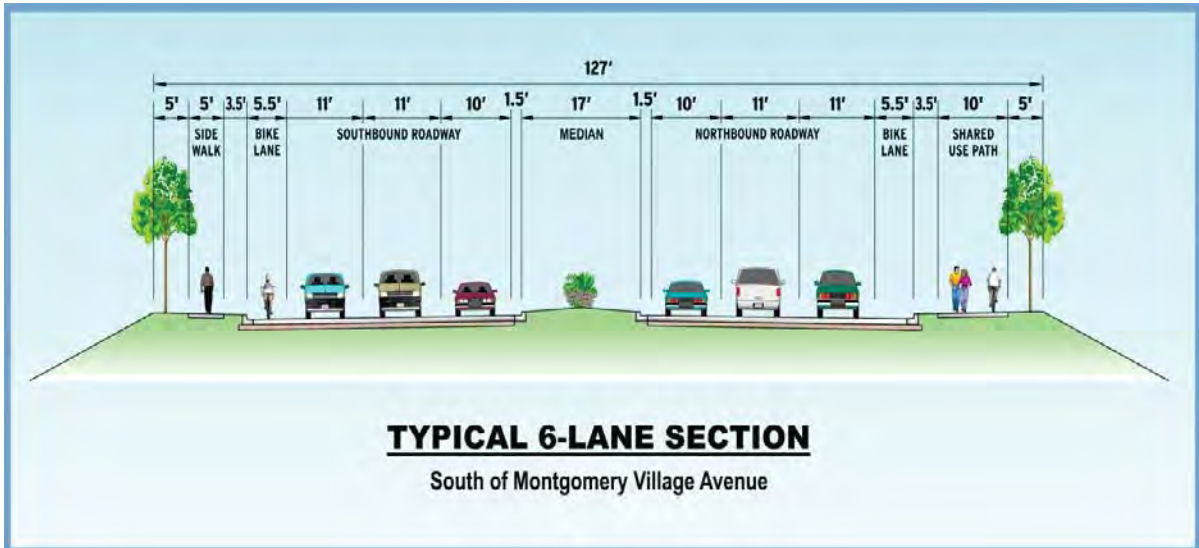 127'
5' 5' 3.5' 5.5' 11' 11' 10' 1.5' 17' 1.5' 10' 11' 11' 5.5' 3.5' 10' 5'
SIDE WALK BIKE LANE SOUTHBOUND ROADWAY MEDIAN NORTHBOUND ROADWAY BIKE LANE SHARED USE PATH
TYPICAL 6-LANE SECTION
South of Montgomery Village Avenue